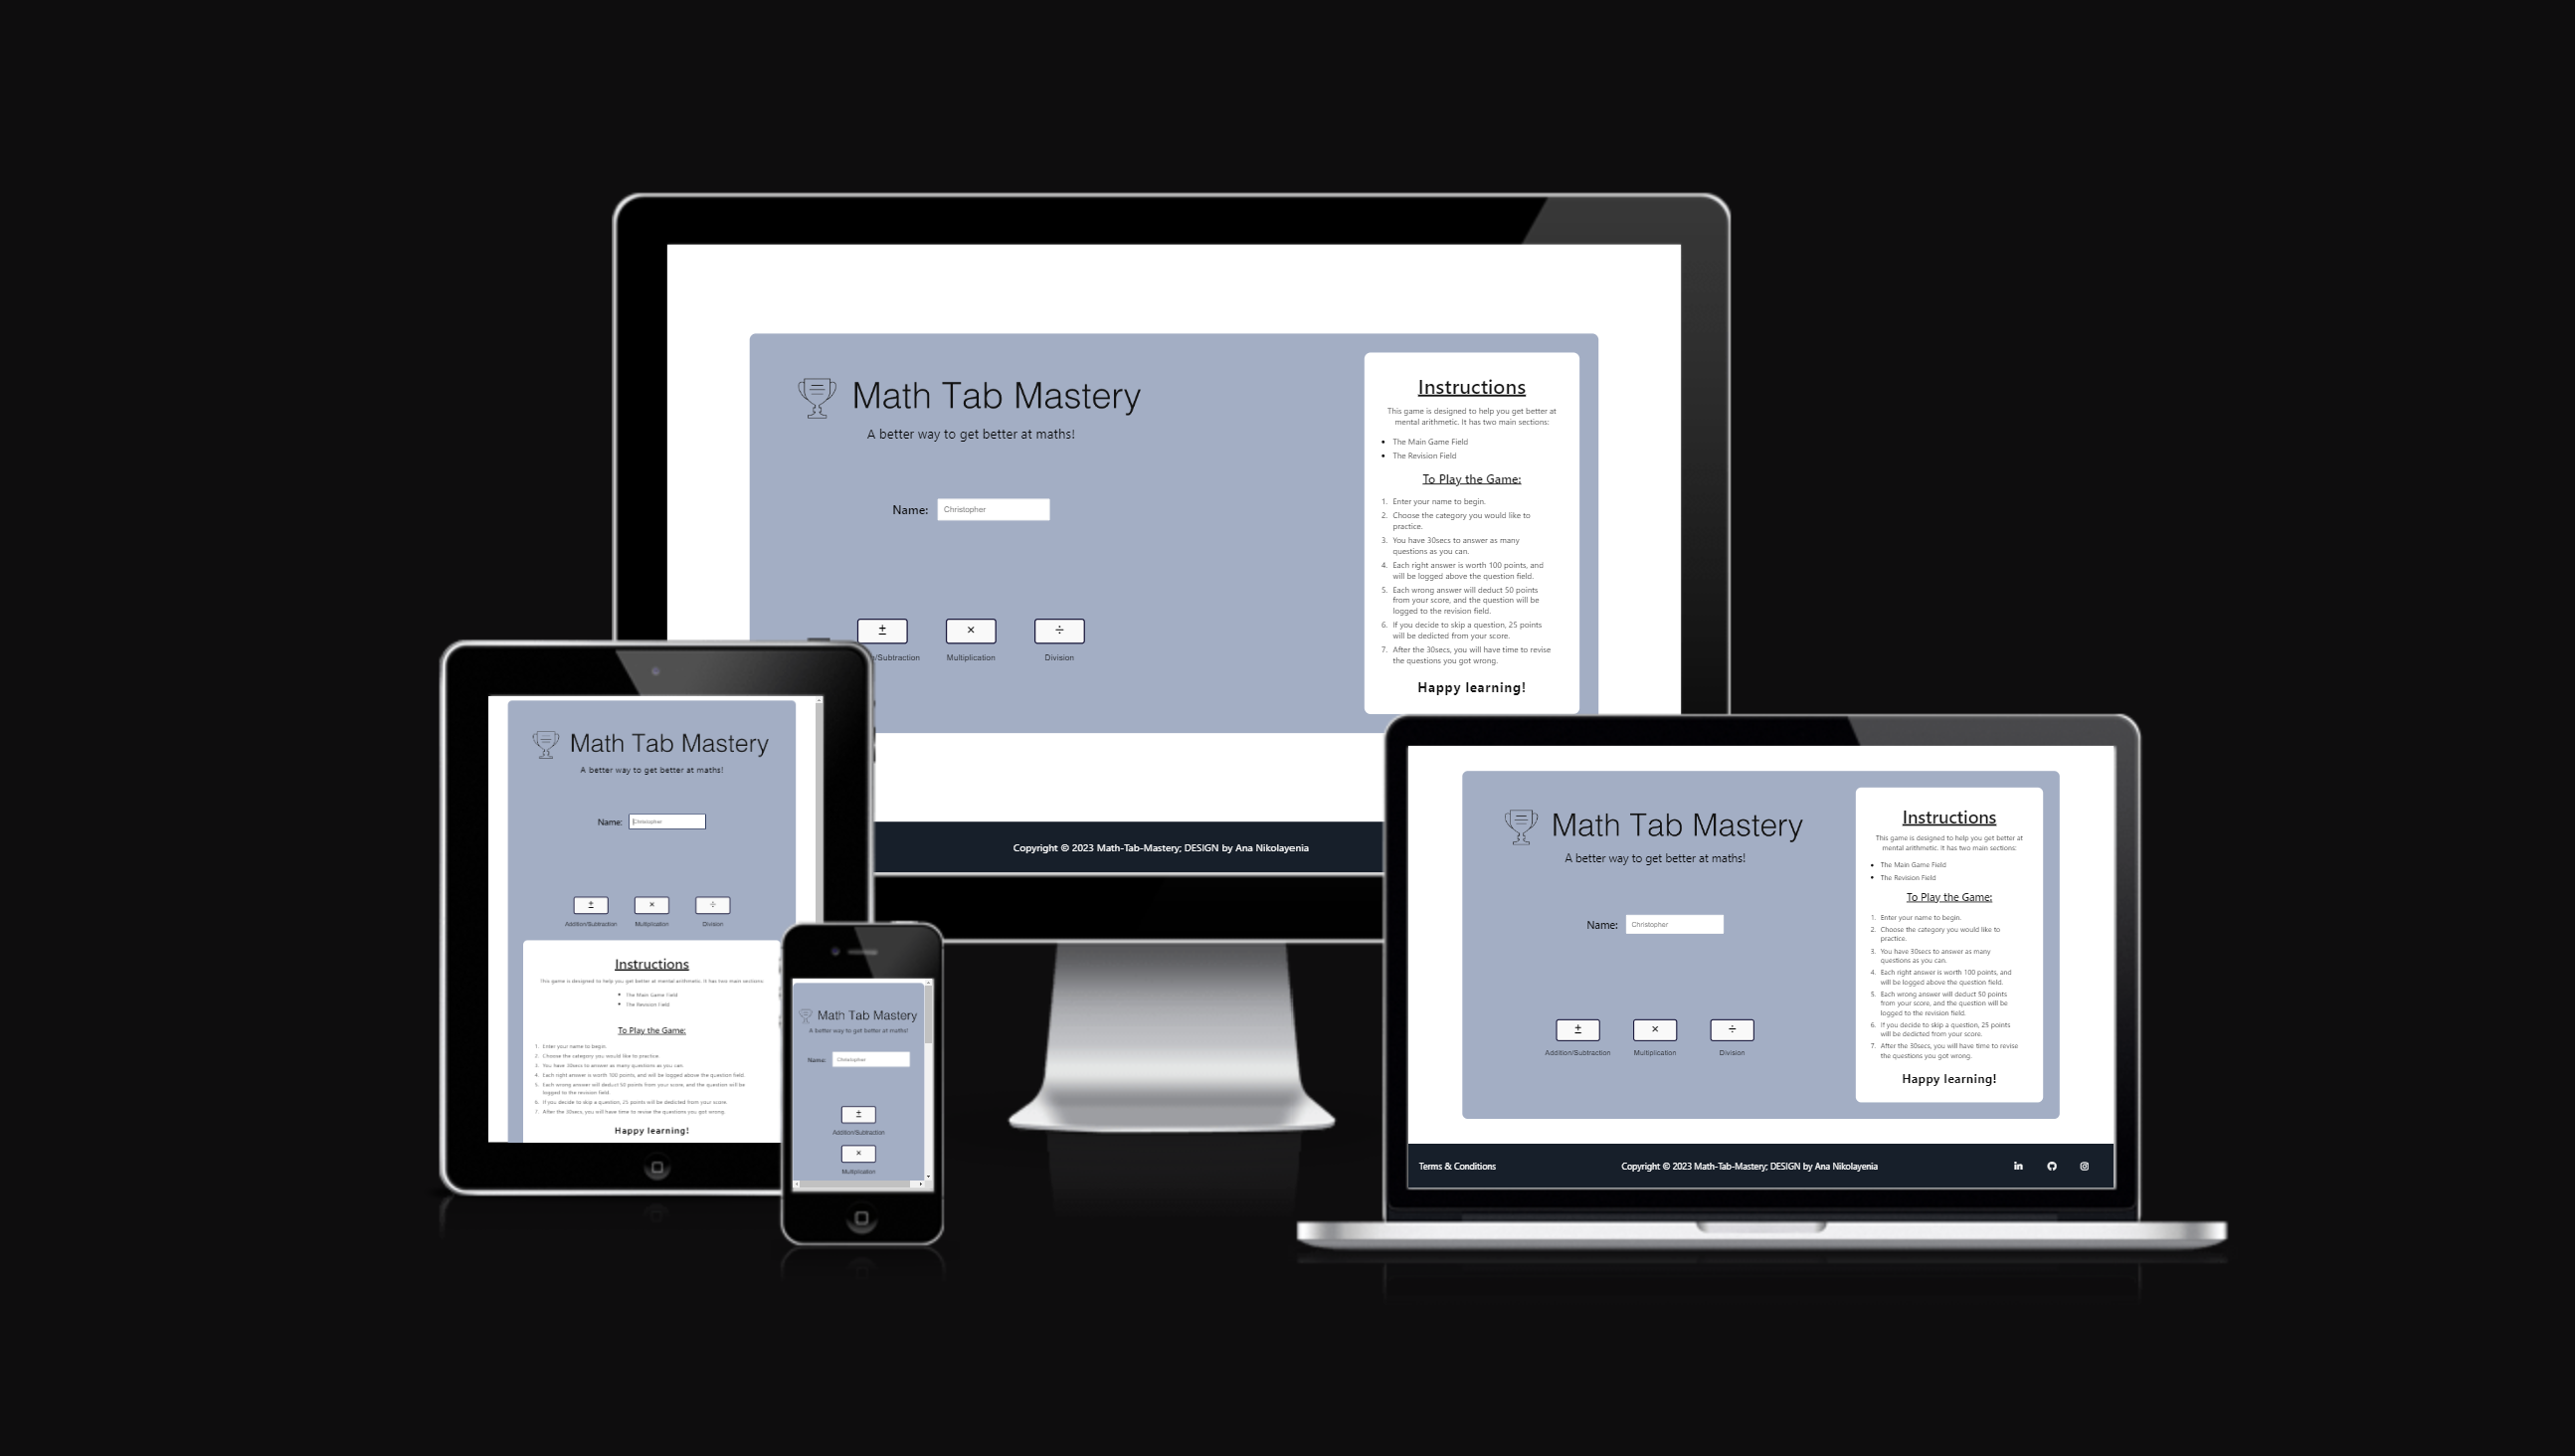 Math Tab Mastery
A better way to get better at maths!
Name:
Christopher
±
×
÷
n/Subtraction
Multiplication
Division
Instructions
This game is designed to help you get better at
mental arithmetic. It has two main sections:
• The Main Game Field
• The Revision Field
To Play the Game:
1. Enter your name to begin.
2. Choose the category you would like to
practice.
3. You have 30secs to answer as many
questions as you can.
4. Each right answer is worth 100 points, and
will be logged above the question field.
5. Each wrong answer will deduct 50 points
from your score, and the question will be
logged to the revision field.
6. If you decide to skip a question, 25 points
will be dedicted from your score.
7. After the 30secs, you will have time to revise
the questions you got wrong.
Happy learning!
Copyright © 2023 Math-Tab-Mastery; DESIGN by Ana Nikolayenia
Math Tab Mastery
A better way to get better at maths!
Name:
Christopher
±
×
÷
Addition/Subtraction
Multiplication
Division
Instructions
This game is designed to help you get better at mental arithmetic. It has two main sections:
• The Main Game Field
• The Revision Field
To Play the Game:
1. Enter your name to begin.
2. Choose the category you would like to practice.
3. You have 30secs to answer as many questions as you can.
4. Each right answer is worth 100 points, and will be logged above the question field.
5. Each wrong answer will deduct 50 points from your score, and the question will be
logged to the revision field.
6. If you decide to skip a question, 25 points will be dedicted from your score.
7. After the 30secs, you will have time to revise the questions you got wrong.
Happy learning!
Math Tab Mastery
A better way to get better at maths!
Name:
Christopher
±
Addition/Subtraction
×
Multiplication
Math Tab Mastery
A better way to get better at maths!
Name:
Christopher
±
×
÷
Addition/Subtraction
Multiplication
Division
Instructions
This game is designed to help you get better at
mental arithmetic. It has two main sections:
• The Main Game Field
• The Revision Field
To Play the Game:
1. Enter your name to begin.
2. Choose the category you would like to
practice.
3. You have 30secs to answer as many
questions as you can.
4. Each right answer is worth 100 points, and
will be logged above the question field.
5. Each wrong answer will deduct 50 points
from your score, and the question will be
logged to the revision field.
6. If you decide to skip a question, 25 points
will be dedicted from your score.
7. After the 30secs, you will have time to revise
the questions you got wrong.
Happy learning!
Terms & Conditions
Copyright © 2023 Math-Tab-Mastery; DESIGN by Ana Nikolayenia
in